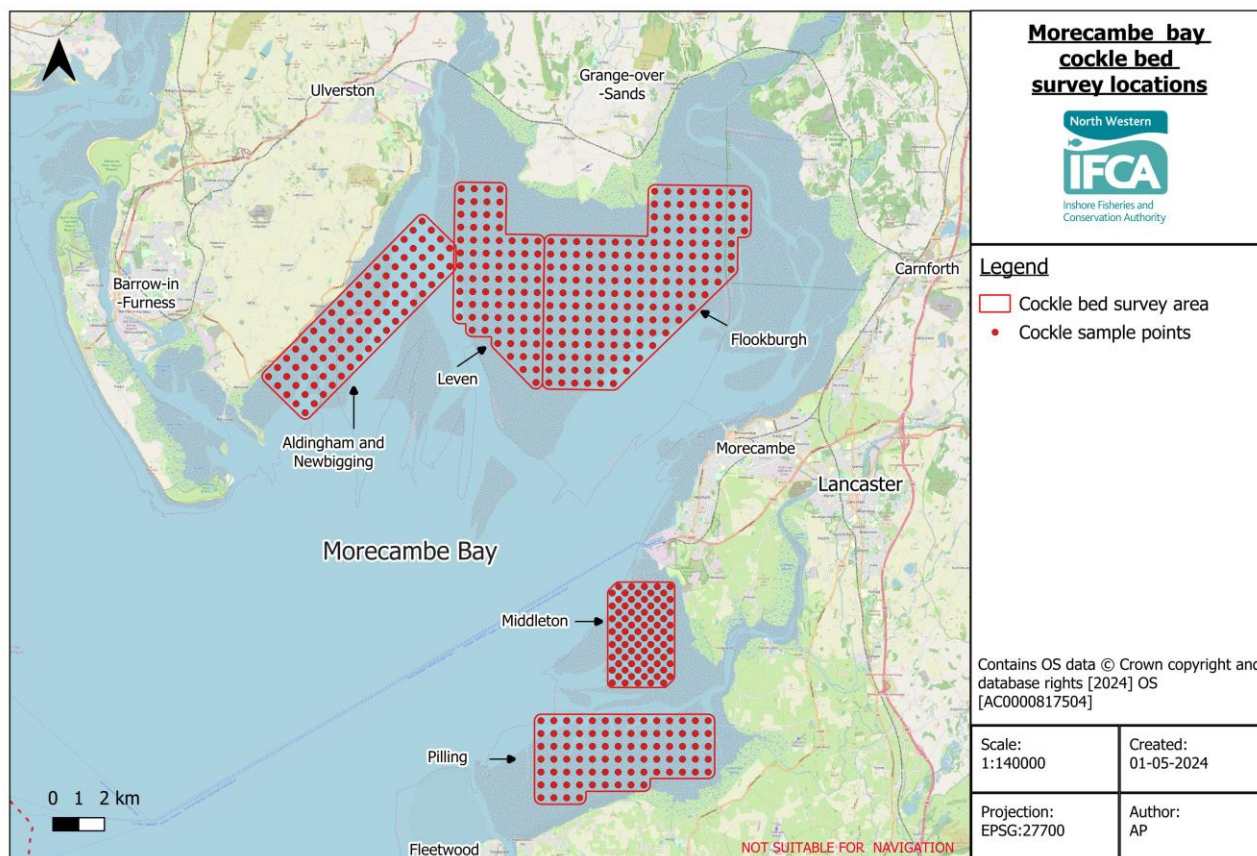 Ulverston
Grange-over
-Sands
Barrow-in
-Furness
Carnforth
Flookburgh
Leven
Aldingham and
Newbigging
Morecambe
Lancaster
Morecambe Bay
Middleton
Pilling
0 1 2 km
Fleetwood
NOT SUITABLE FOR NAVIGATION
Morecambe bay
cockle bed
survey locations
North Western
IFCA
Inshore Fisheries and
Conservation Authority
Legend
Cockle bed survey area
Cockle sample points
Contains OS data © Crown copyright and
database rights [2024] OS
[AC0000817504]
Scale:
1:140000
Created:
01-05-2024
Projection:
EPSG:27700
Author:
AP